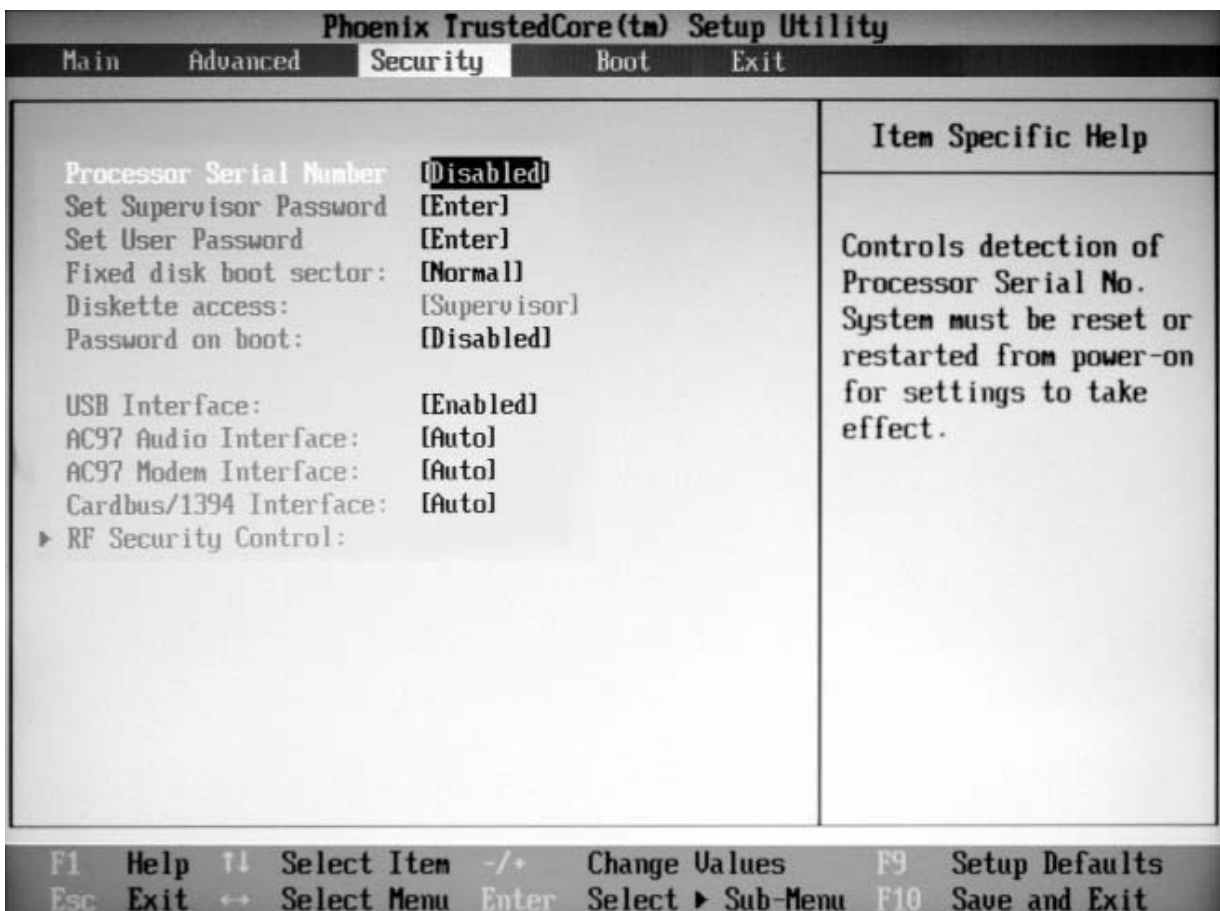 Phoenix TrustedCore(tm) Setup Utility
Main Advanced Security Boot Exit
Item Specific Help
Processor Serial Number [Disabled]
Set Supervisor Password [Enter]
Set User Password [Enter]
Fixed disk boot sector: [Normal]
Diskette access: [Supervisor]
Password on boot: [Disabled]
USB Interface: [Enabled]
AC97 Audio Interface: [Auto]
AC97 Modem Interface: [Auto]
Cardbus/1394 Interface: [Auto]
▶ RF Security Control:
Controls detection of
Processor Serial No.
System must be reset or
restarted from power-on
for settings to take
effect.
F1 Help ↑↓ Select Item -/+ Change Values F9 Setup Defaults
Esc Exit ↔ Select Menu Enter Select ▶ Sub-Menu F10 Save and Exit